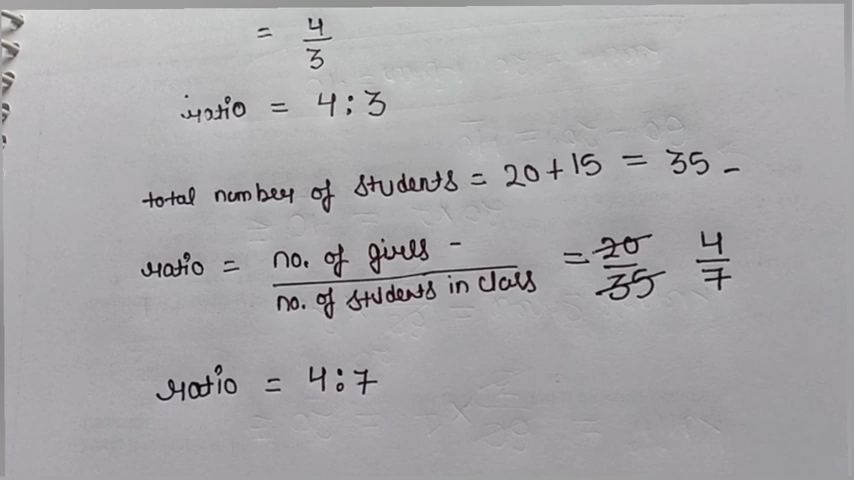 = 4/3
ratio = 4:3
total number of students = 20+15 = 35 -
ratio = no. of girls - / no. of students in class = 20/35 4/7
ratio = 4:7